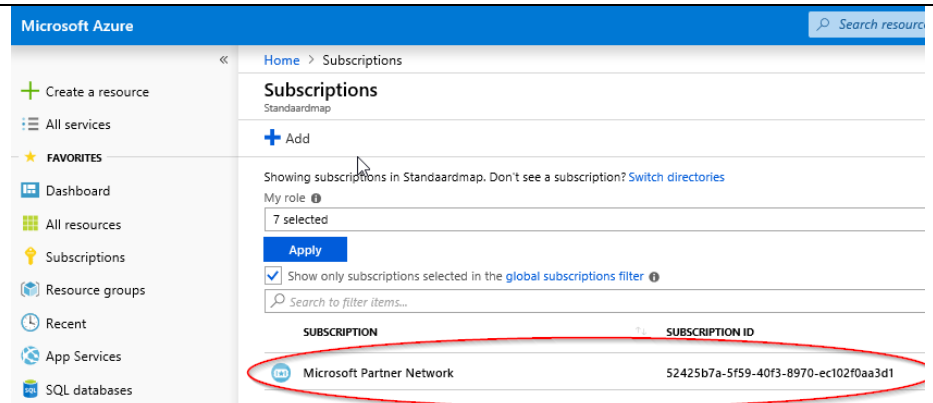 Microsoft Azure
Search resourc
«
Home > Subscriptions
Create a resource
All services
FAVORITES
Dashboard
All resources
Subscriptions
Resource groups
Recent
App Services
SQL databases
Subscriptions
Standaardmap
Add
Showing subscriptions in Standaardmap. Don't see a subscription? Switch directories
My role
7 selected
Apply
Show only subscriptions selected in the global subscriptions filter
Search to filter items...
SUBSCRIPTION ↑↓ SUBSCRIPTION ID
Microsoft Partner Network 52425b7a-5f59-40f3-8970-ec102f0aa3d1